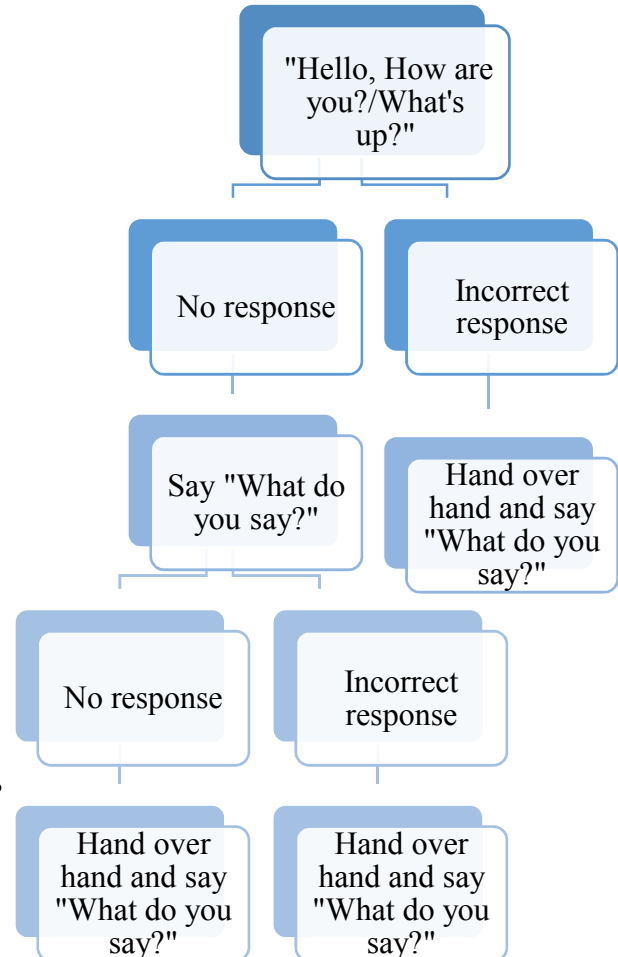 "Hello, How are
you?/What's
up?"
No response
Incorrect
response
Say "What do
you say?"
Hand over
hand and say
"What do you
say?"
No response
Incorrect
response
Hand over
hand and say
"What do you
say?"
Hand over
hand and say
"What do you
say?"